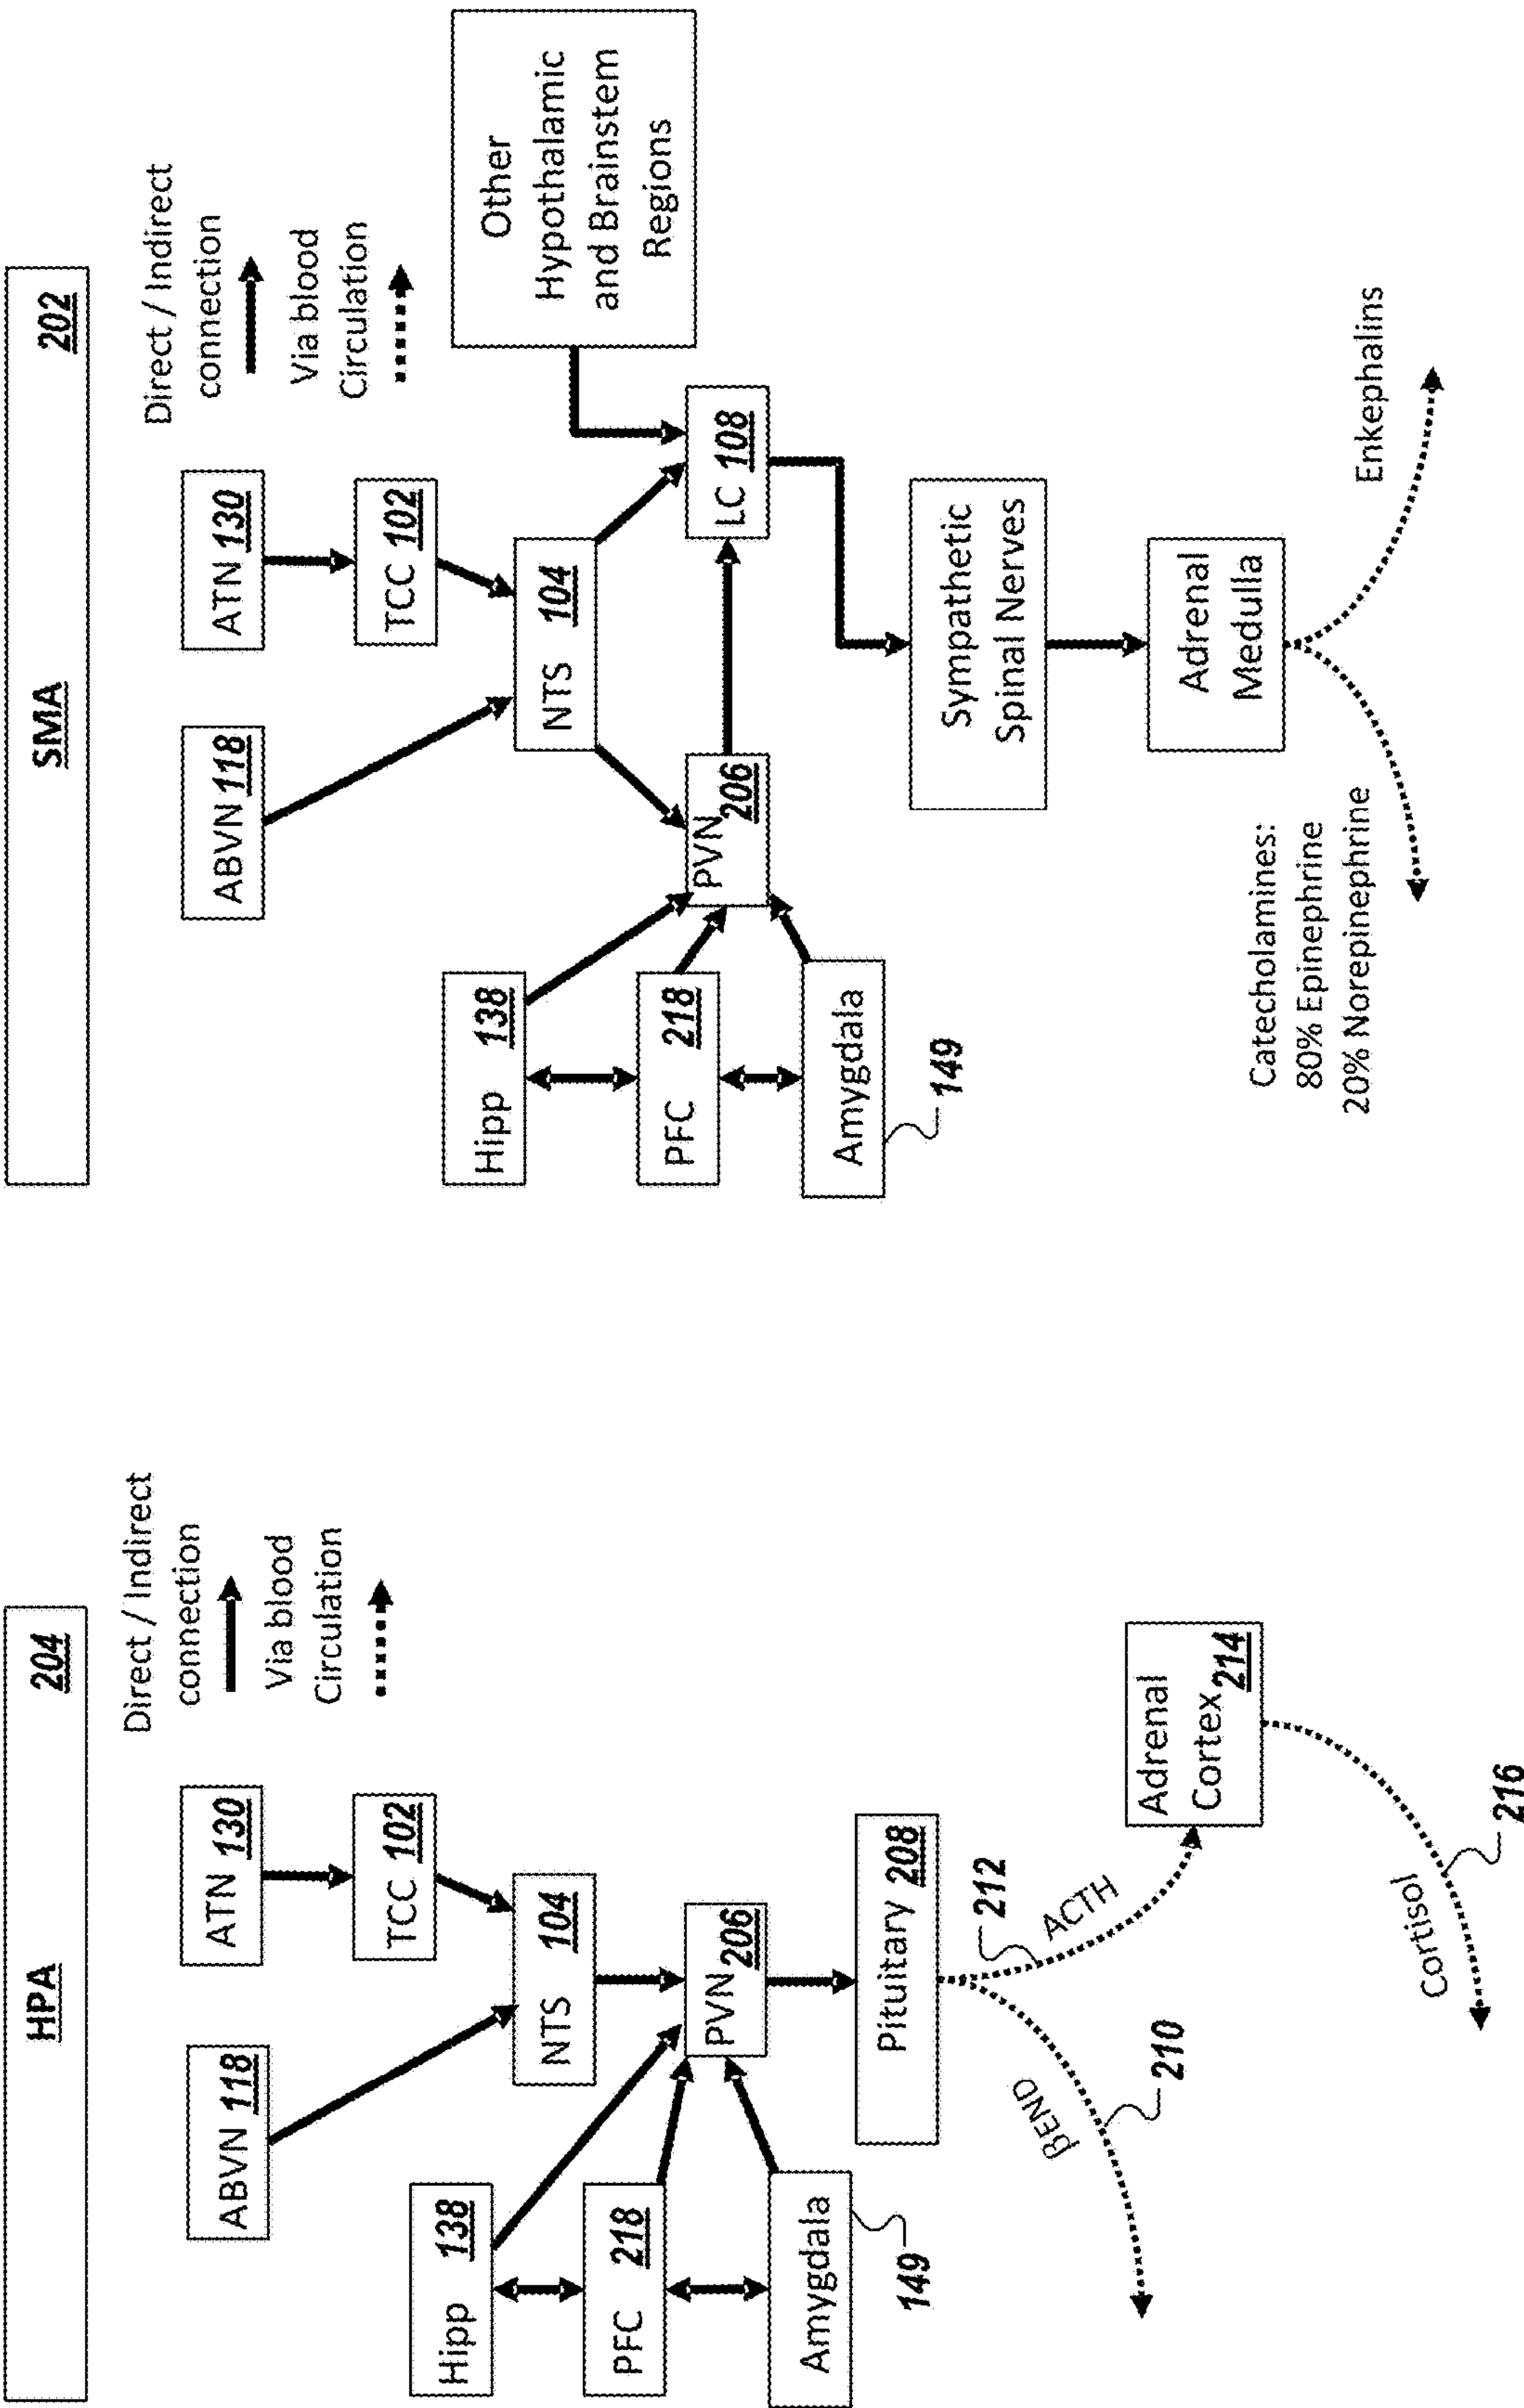 HPA 204
Direct / Indirect
connection
Via blood
Circulation
ABVN 118
ATN 130
TCC 102
NTS 104
Hipp 138
PFC 218
Amygdala
149
PVN 206
Pituitary 208
βEND
210
212
ACTH
Adrenal
Cortex 214
Cortisol
216
SMA 202
Direct / Indirect
connection
Via blood
Circulation
ABVN 118
ATN 130
TCC 102
NTS 104
Other
Hypothalamic
and Brainstem
Regions
Hipp 138
PFC 218
Amygdala
149
PVN 206
LC 108
Sympathetic
Spinal Nerves
Adrenal
Medulla
Catecholamines:
80% Epinephrine
20% Norepinephrine
Enkephalins